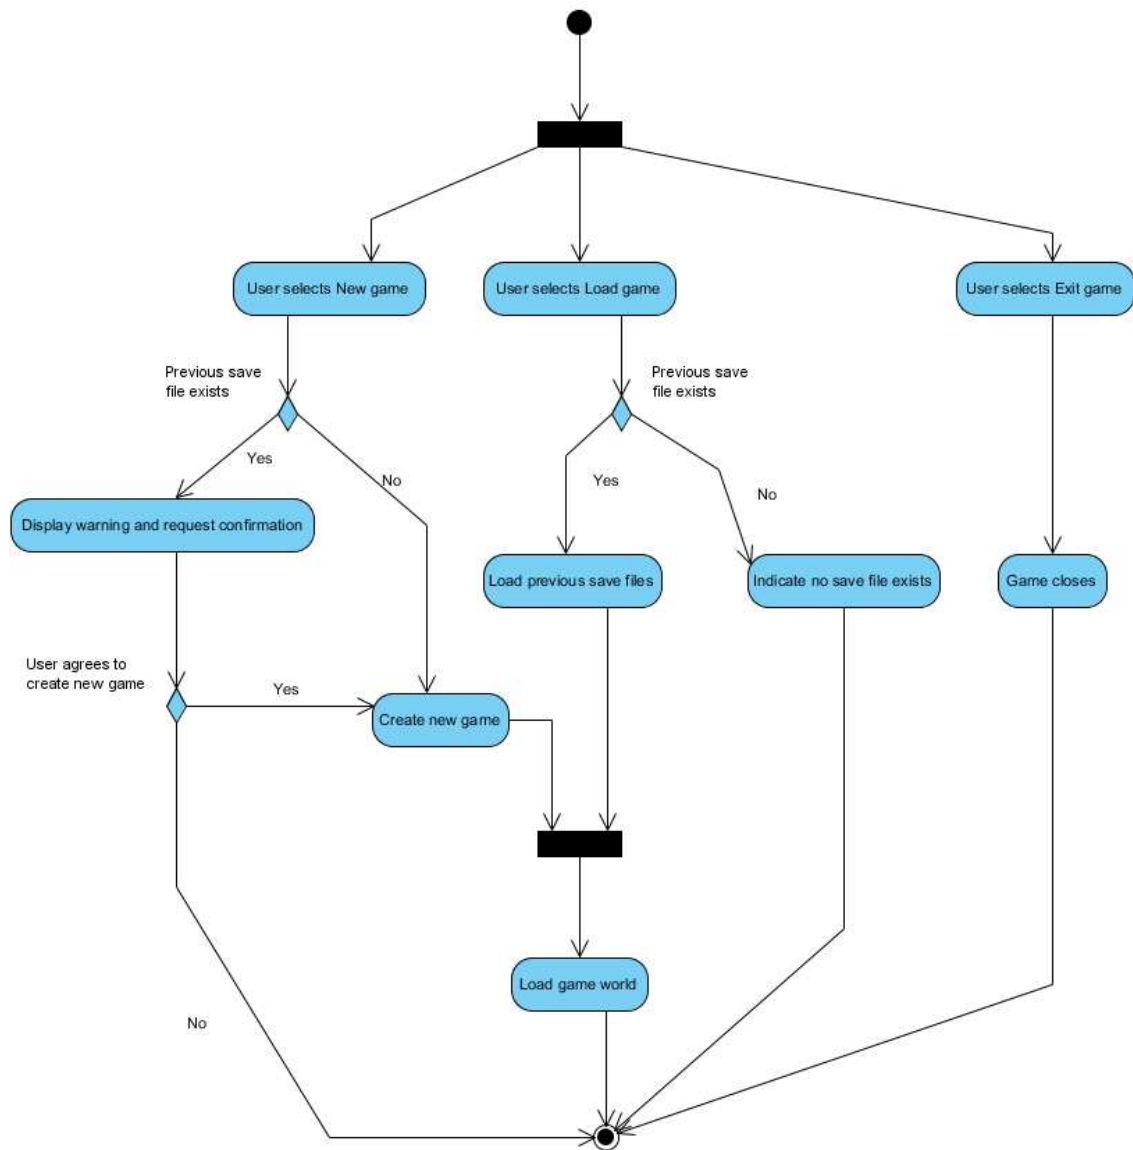 User selects New game
User selects Load game
User selects Exit game
Previous save
file exists
Previous save
file exists
Yes
No
Yes
No
Display warning and request confirmation
Load previous save files
Indicate no save file exists
Game closes
User agrees to
create new game
Yes
Create new game
Load game world
No